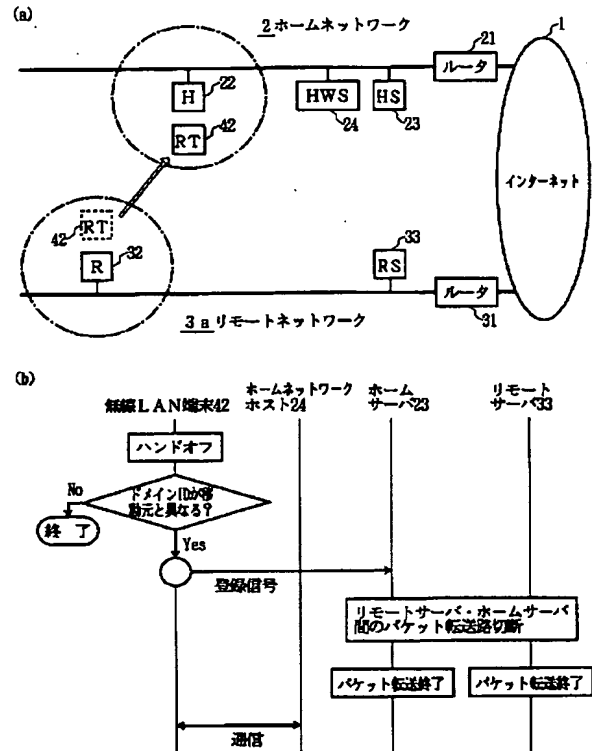 (a)
2ホームネットワーク
21
1
ルータ
H
22
HWS
24
HS
23
RT
42
インターネット
42
RT
R
32
33
RS
3aリモートネットワーク
ルータ
31
(b)
無線LAN端末42
ホームネットワーク
ホスト24
ホーム
サーバ23
リモート
サーバ33
ハンドオフ
No
ドメインIDが移
動元と異なる?
終 了
Yes
登録信号
リモートサーバ・ホームサーバ
間のパケット転送路切断
パケット転送終了
パケット転送終了
通信